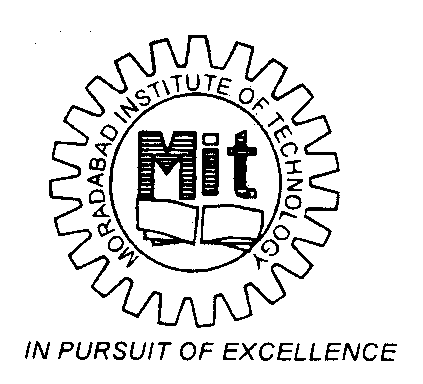 MORADABAD INSTITUTE OF TECHNOLOGY
Mit
IN PURSUIT OF EXCELLENCE